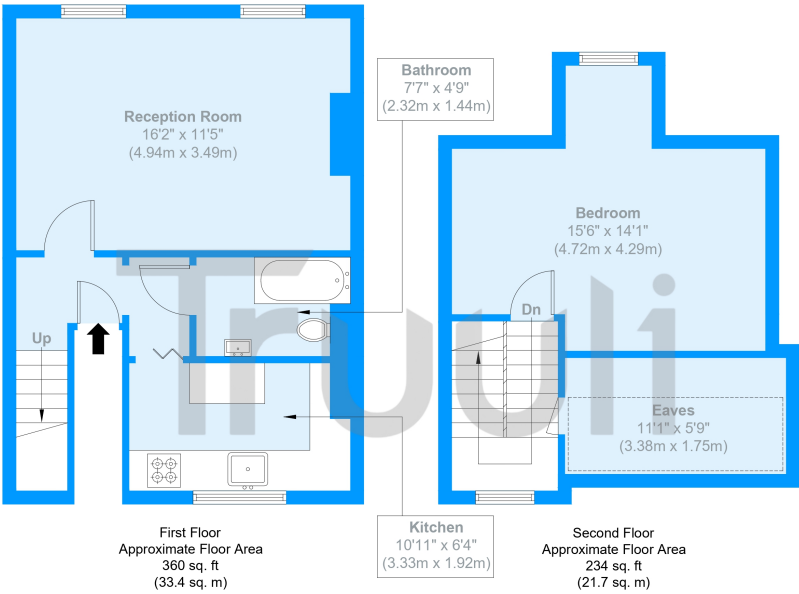 Bathroom
7'7" x 4'9"
(2.32m x 1.44m)
Reception Room
16'2" x 11'5"
(4.94m x 3.49m)
Bedroom
15'6" x 14'1"
(4.72m x 4.29m)
Truuli
Up
Dn
Eaves
11'1" x 5'9"
(3.38m x 1.75m)
Kitchen
10'11" x 6'4"
(3.33m x 1.92m)
First Floor
Approximate Floor Area
360 sq. ft
(33.4 sq. m)
Second Floor
Approximate Floor Area
234 sq. ft
(21.7 sq. m)